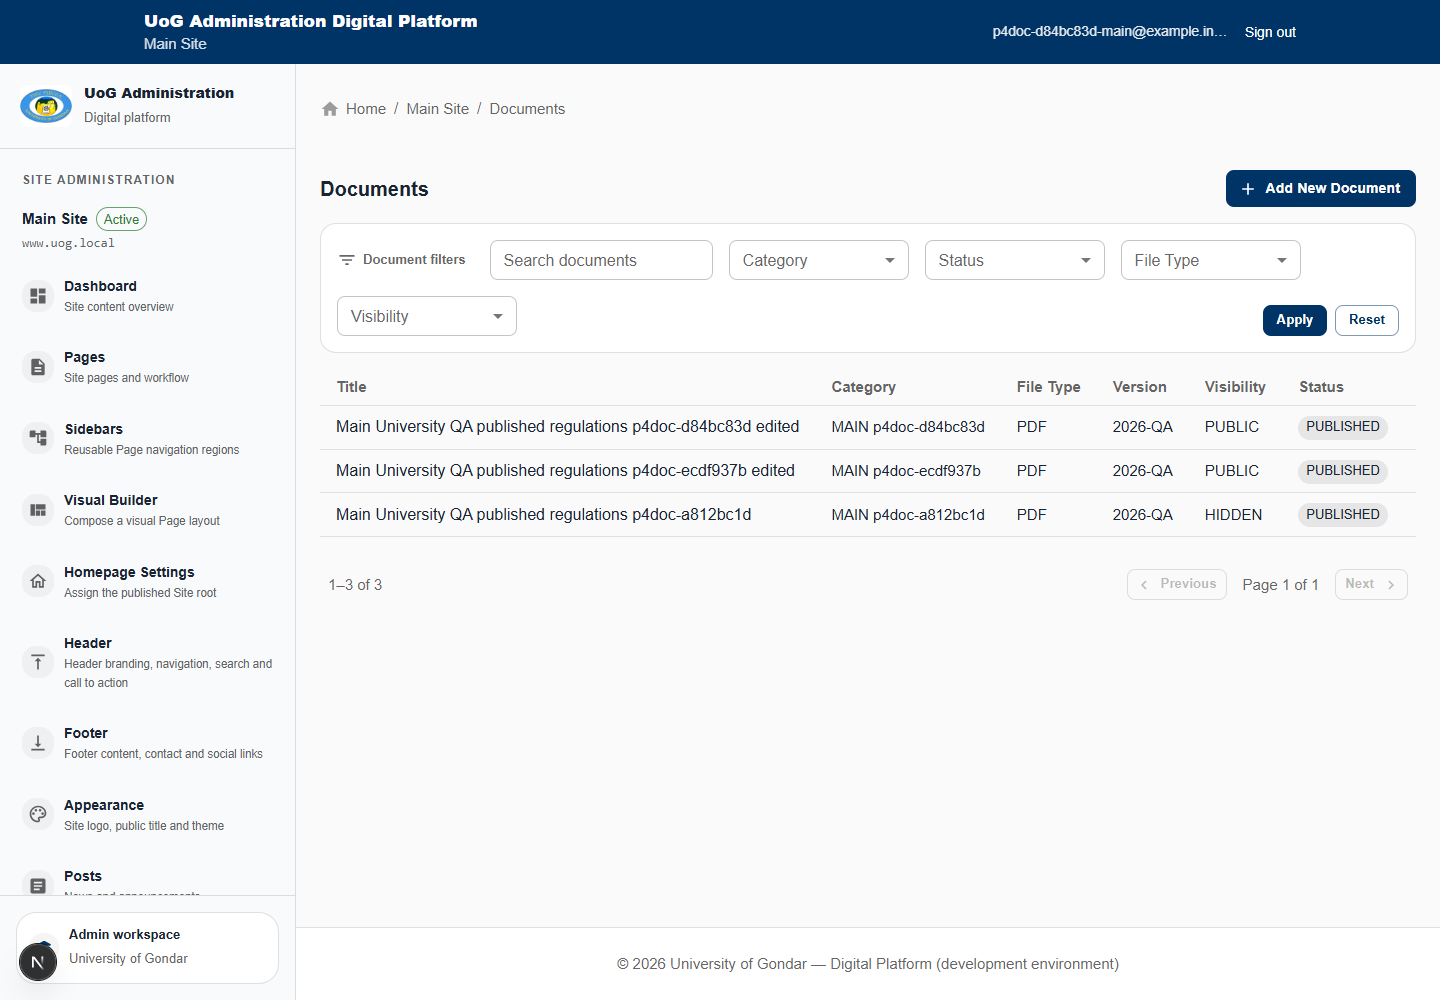 UoG Administration Digital Platform
Main Site
p4doc-d84bc83d-main@example.in...
Sign out
UoG Administration
Digital platform
SITE ADMINISTRATION
Main Site Active
www.uog.local
Dashboard
Site content overview
Pages
Site pages and workflow
Sidebars
Reusable Page navigation regions
Visual Builder
Compose a visual Page layout
Homepage Settings
Assign the published Site root
Header
Header branding, navigation, search and
call to action
Footer
Footer content, contact and social links
Appearance
Site logo, public title and theme
Posts
News and announcements
Admin workspace
University of Gondar
N
Home / Main Site / Documents
Documents
Add New Document
Document filters Search documents Category Status File Type
Visibility Apply Reset
Title Category File Type Version Visibility Status
Main University QA published regulations p4doc-d84bc83d edited MAIN p4doc-d84bc83d PDF 2026-QA PUBLIC PUBLISHED
Main University QA published regulations p4doc-ecdf937b edited MAIN p4doc-ecdf937b PDF 2026-QA PUBLIC PUBLISHED
Main University QA published regulations p4doc-a812bc1d MAIN p4doc-a812bc1d PDF 2026-QA HIDDEN PUBLISHED
1–3 of 3 Previous Page 1 of 1 Next
© 2026 University of Gondar — Digital Platform (development environment)